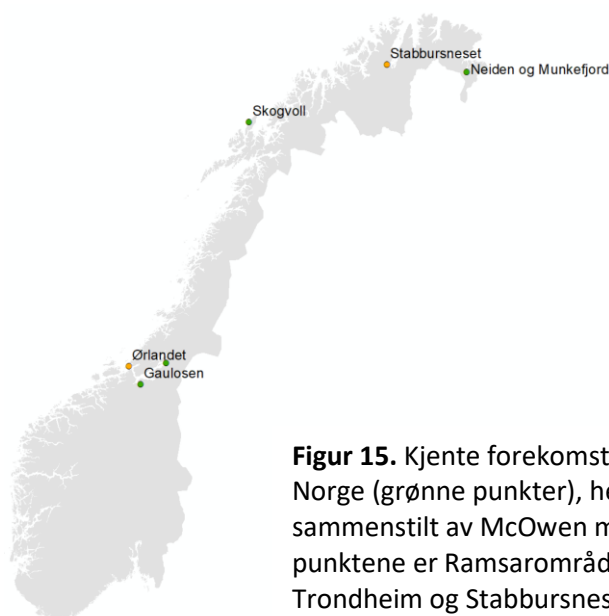 Stabbursneset
Neiden og Munkefjord
Skogvoll
Ørlandet
Gaulosen
Figur 15. Kjente forekomst
Norge (grønne punkter), he
sammenstilt av McOwen m
punktene er Ramsarområd
Trondheim og Stabbursnes